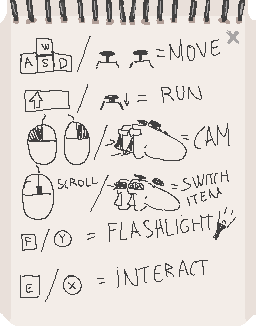 W
A S D / = MOVE
/ = RUN
/ = CAM
SCROLL / = SWITCH
ITEM
F / Y = FLASHLIGHT
E / X = INTERACT